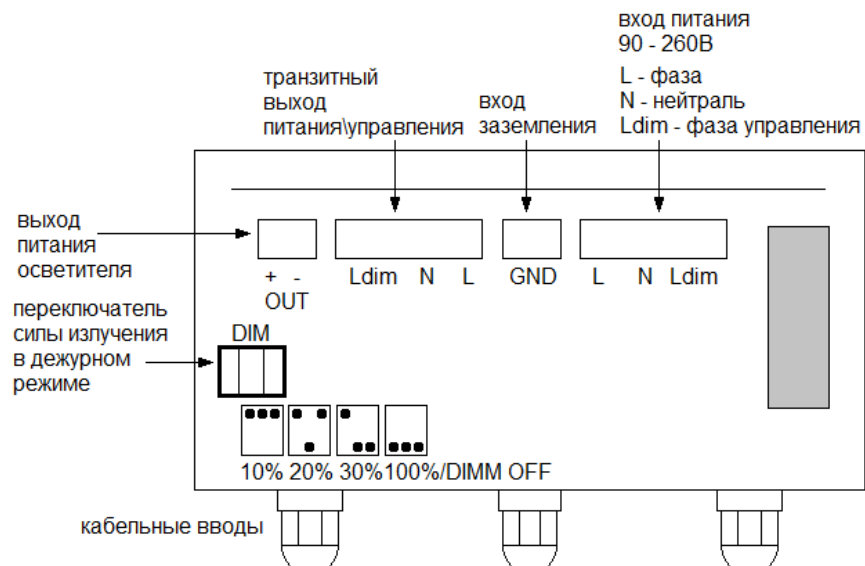 вход питания
90 - 260В
L - фаза
N - нейтраль
Ldim - фаза управления
транзитный
выход
питания\управления
вход
заземления
выход
питания
осветителя
+ -
OUT
Ldim N L
GND
L N Ldim
переключатель
силы излучения
в дежурном
режиме
DIM
10% 20% 30% 100%/DIMM OFF
кабельные вводы